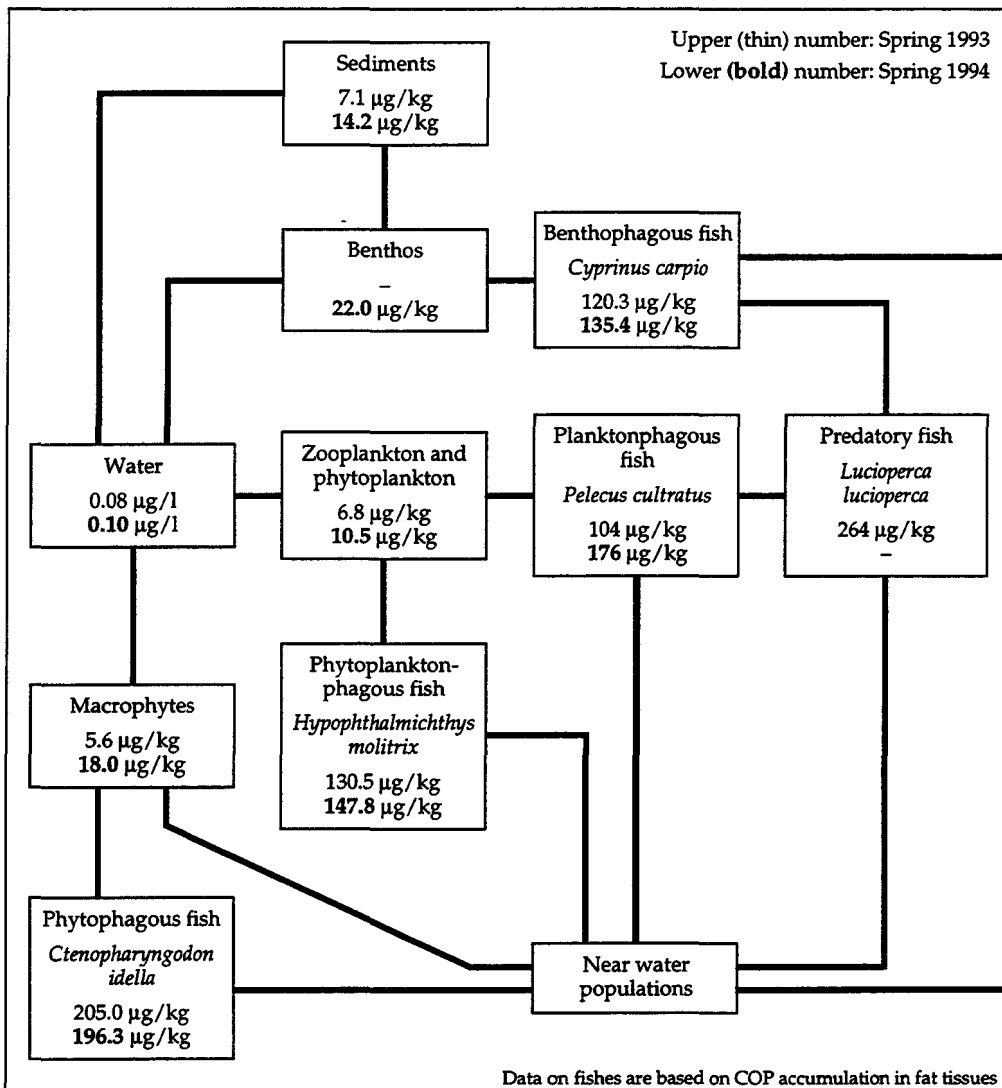 Upper (thin) number: Spring 1993
Lower (bold) number: Spring 1994
Sediments
7.1 µg/kg
14.2 µg/kg
Benthos
–
22.0 µg/kg
Benthophagous fish
Cyprinus carpio
120.3 µg/kg
135.4 µg/kg
Water
0.08 µg/l
0.10 µg/l
Zooplankton and
phytoplankton
6.8 µg/kg
10.5 µg/kg
Planktonphagous
fish
Pelecus cultratus
104 µg/kg
176 µg/kg
Predatory fish
Lucioperca
lucioperca
264 µg/kg
–
Macrophytes
5.6 µg/kg
18.0 µg/kg
Phytoplankton-
phagous fish
Hypophthalmichthys
molitrix
130.5 µg/kg
147.8 µg/kg
Phytophagous fish
Ctenopharyngodon
idella
205.0 µg/kg
196.3 µg/kg
Near water
populations
Data on fishes are based on COP accumulation in fat tissues